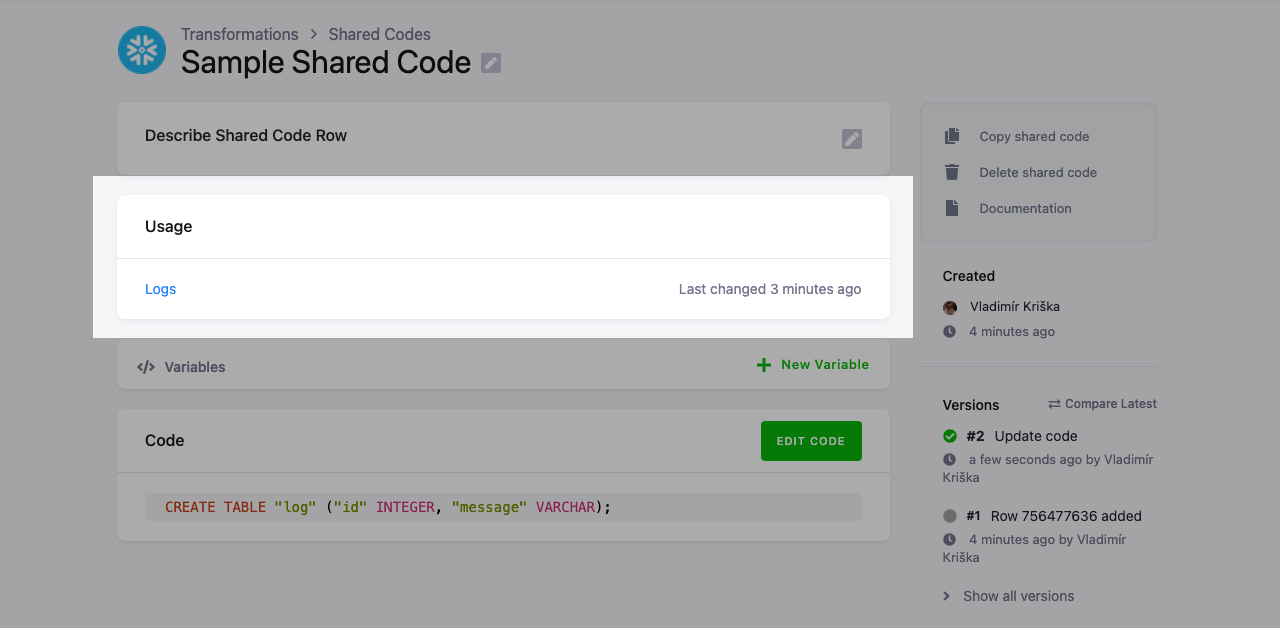 Transformations > Shared Codes
Sample Shared Code
Describe Shared Code Row
Usage
Logs Last changed 3 minutes ago
</> Variables
New Variable
Code
EDIT CODE
CREATE TABLE "log" ("id" INTEGER, "message" VARCHAR);
Copy shared code
Delete shared code
Documentation
Created
Vladimír Kriška
4 minutes ago
Versions
Compare Latest
#2 Update code
a few seconds ago by Vladimír
Kriška
#1 Row 756477636 added
4 minutes ago by Vladimír
Kriška
Show all versions